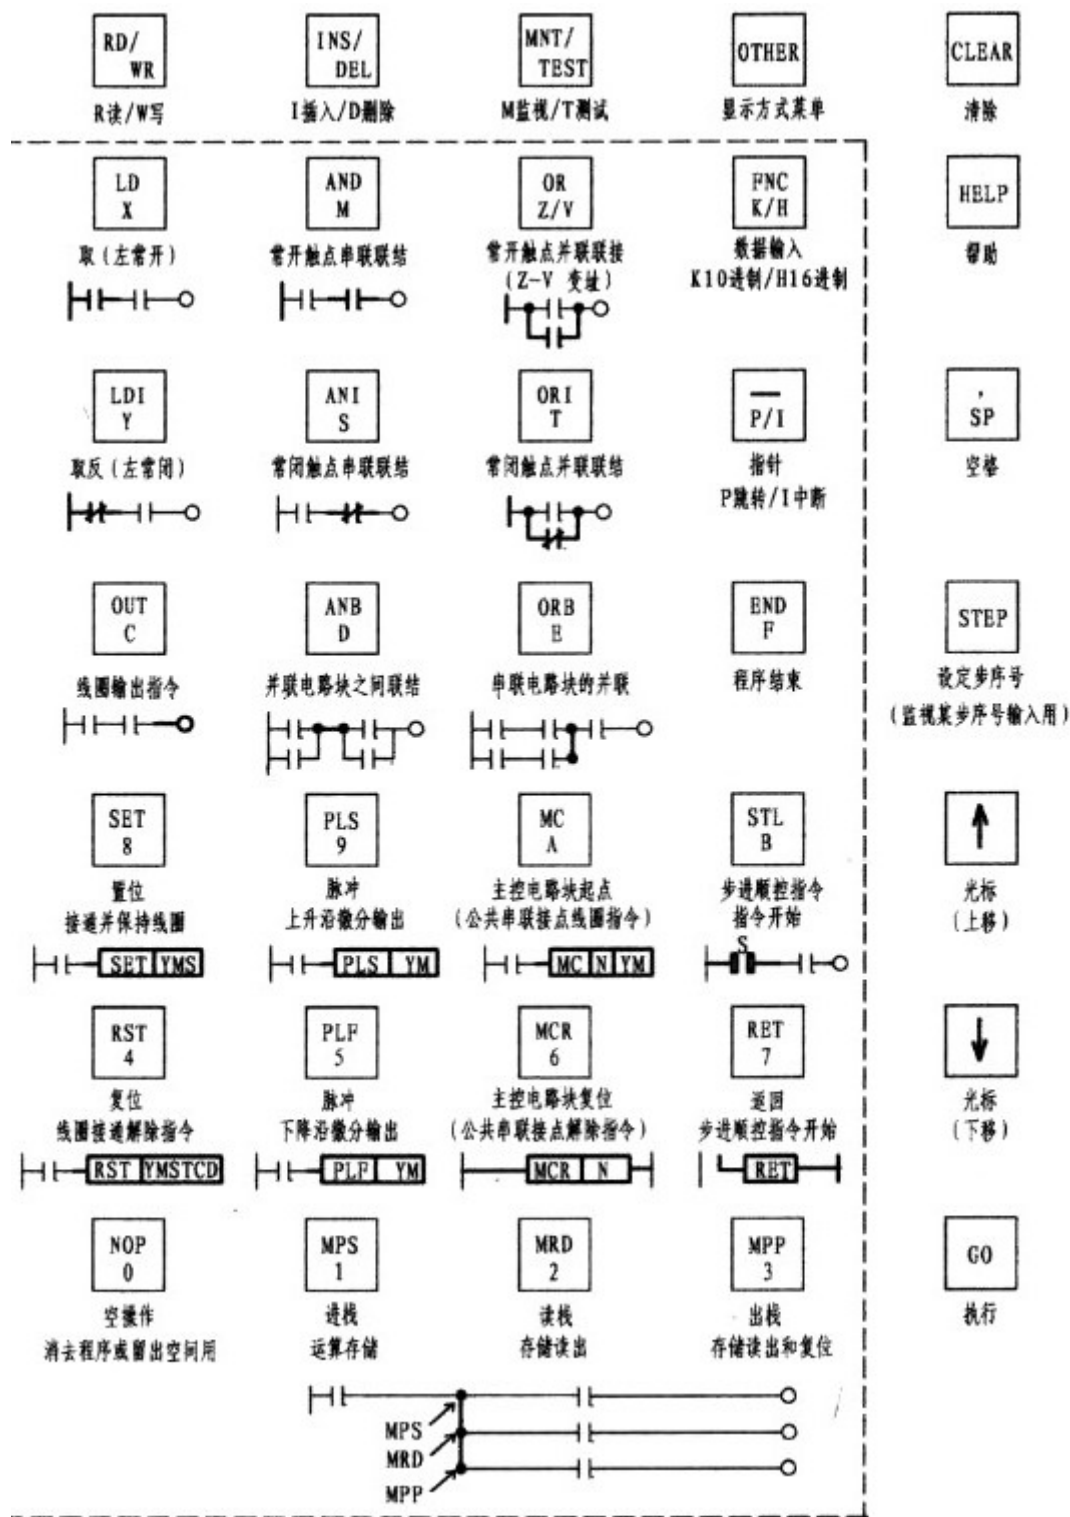 RD/
WR
INS/
DEL
MNT/
TEST
OTHER
CLEAR
R读/W写
I插入/D删除
M监视/T测试
显示方式菜单
清除
LD
X
AND
M
OR
Z/V
FNC
K/H
HELP
取(左常开)
常开触点串联联结
常开触点并联联接
(Z-V 变址)
数据输入
K10进制/H16进制
帮助
LDI
Y
ANI
S
ORI
T
—
P/I
,
SP
取反(左常闭)
常闭触点串联联结
常闭触点并联联结
指针
P跳转/I中断
空格
OUT
C
ANB
D
ORB
E
END
F
STEP
线圈输出指令
并联电路块之间联结
串联电路块的并联
程序结束
设定步序号
(监视某步序号输入用)
SET
8
PLS
9
MC
A
STL
B
置位
接通并保持线圈
脉冲
上升沿微分输出
主控电路块起点
(公共串联接点线圈指令)
步进顺控指令
指令开始
光标
(上移)
SET YMS
PLS YM
MC N YM
S
RST
4
PLF
5
MCR
6
RET
7
复位
线圈接通解除指令
脉冲
下降沿微分输出
主控电路块复位
(公共串联接点解除指令)
返回
步进顺控指令开始
光标
(下移)
RST YMSTCD
PLF YM
MCR N
RET
NOP
0
MPS
1
MRD
2
MPP
3
GO
空操作
消去程序或留出空间用
进栈
运算存储
读栈
存储读出
出栈
存储读出和复位
执行
MPS
MRD
MPP